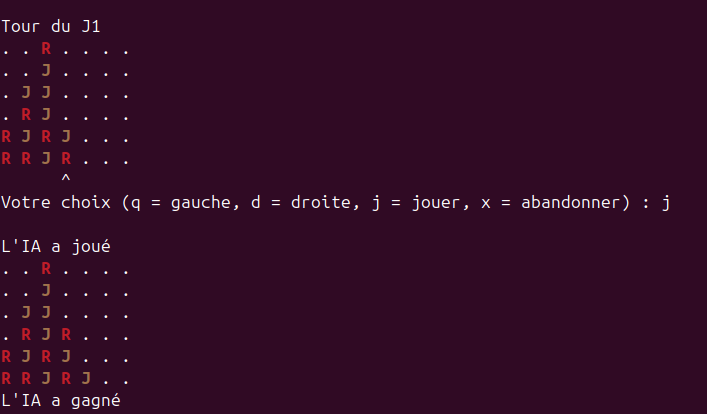 Tour du J1
. . R . . . .
. . J . . . .
. J J . . . .
. R J . . . .
R J R J . . .
R R J R . . .
^
Votre choix (q = gauche, d = droite, j = jouer, x = abandonner) : j
L'IA a joué
. . R . . . .
. . J . . . .
. J J . . . .
. R J R . . .
R J R J . . .
R R J R J . .
L'IA a gagné